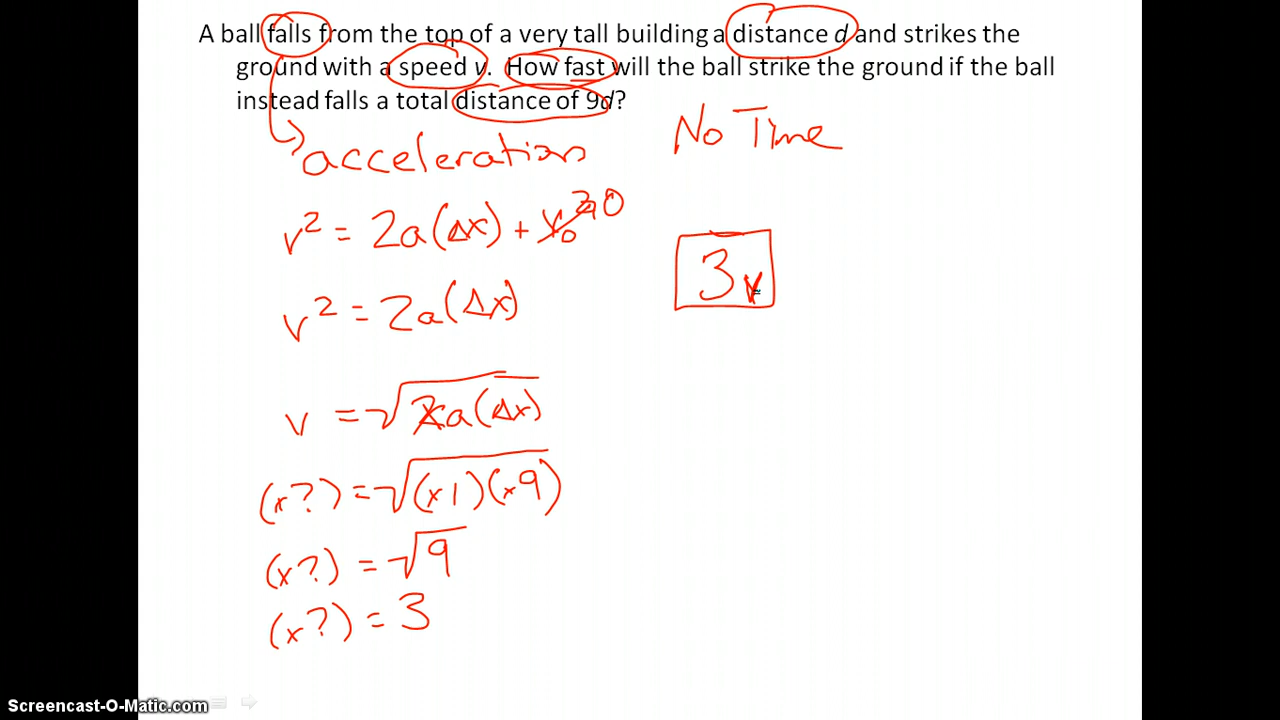 A ball falls from the top of a very tall building a distance d and strikes the
ground with a speed v. How fast will the ball strike the ground if the ball
instead falls a total distance of 9d?
No Time
acceleration
v² = 2a(Δx) + v₀² 0
3v
v² = 2a(Δx)
v = √2a(Δx)
(x?) = √(x1)(x9)
(x?) = √9
(x?) = 3
Screencast-O-Matic.com